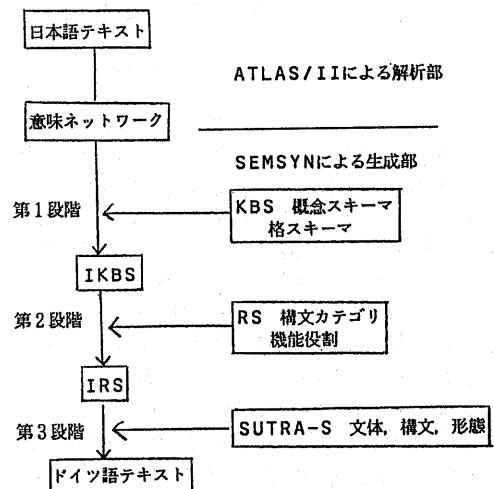 日本語テキスト
ATLAS/IIによる解析部
意味ネットワーク
SEMSYNによる生成部
第1段階
KBS 概念スキーマ
格スキーマ
IKBS
第2段階
RS 構文カテゴリ
機能役割
IRS
第3段階
SUTRA-S 文体,構文,形態
ドイツ語テキスト